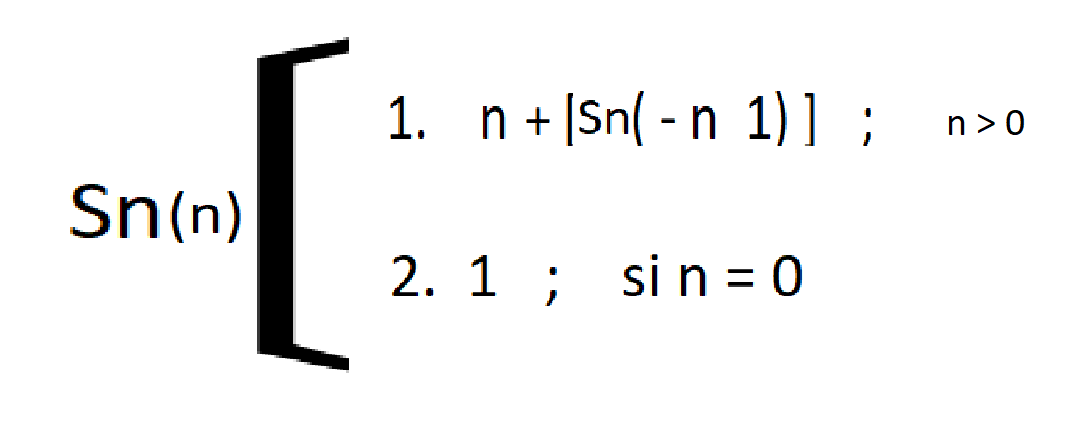 1. n + [Sn( - n 1) ] ; n > 0
Sn(n)
2. 1 ; si n = 0